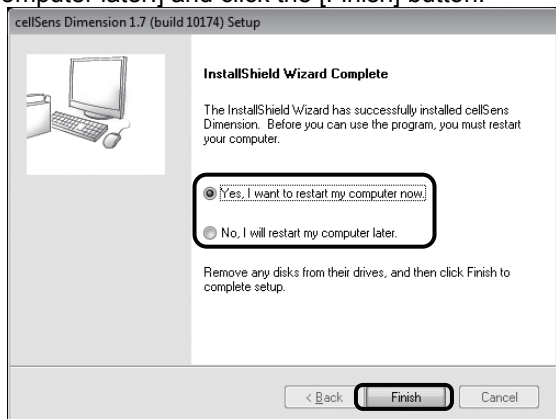 omputer later.] and click the [Finish] button.
cellSens Dimension 1.7 (build 10174) Setup
InstallShield Wizard Complete
The InstallShield Wizard has successfully installed cellSens
Dimension. Before you can use the program, you must restart
your computer.
Yes, I want to restart my computer now.
No, I will restart my computer later.
Remove any disks from their drives, and then click Finish to
complete setup.
< Back Finish Cancel